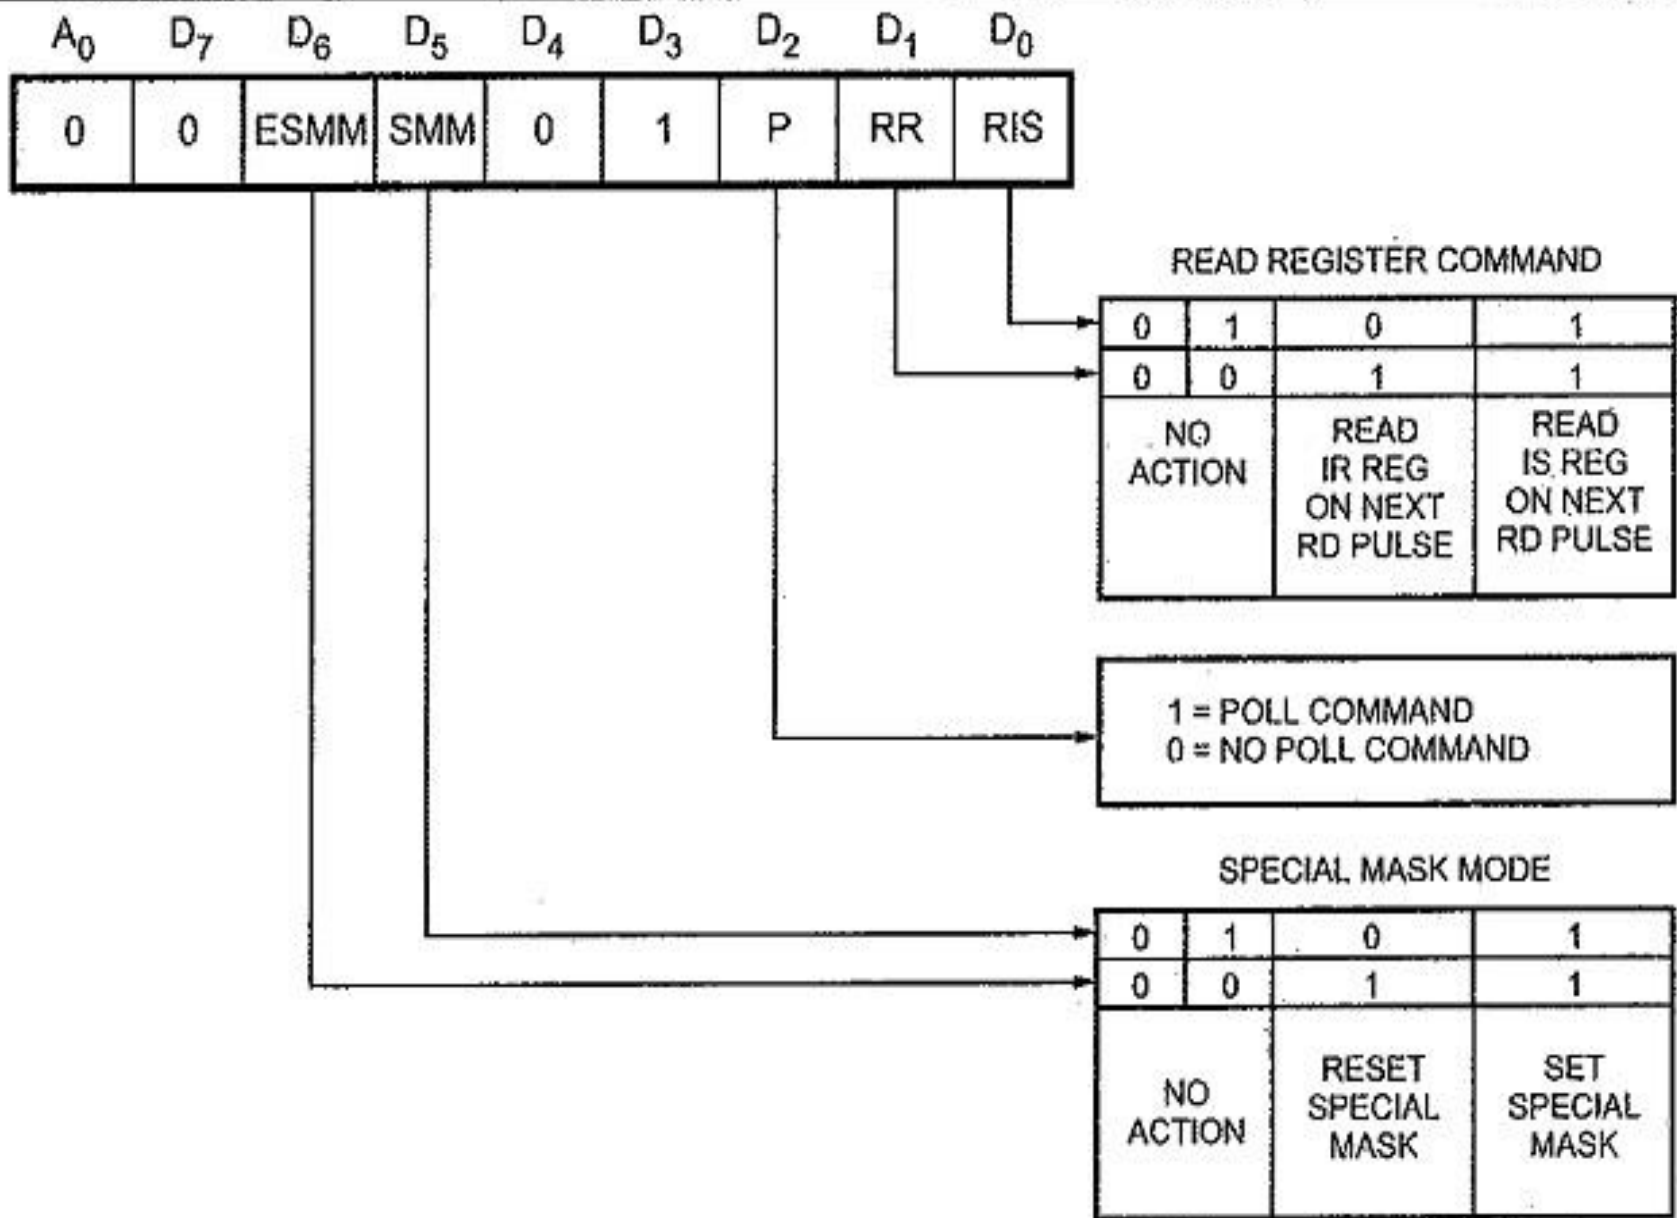 A0 D7 D6 D5 D4 D3 D2 D1 D0
0 0 ESMM SMM 0 1 P RR RIS
READ REGISTER COMMAND
0 1 0 1
0 0 1 1
NO ACTION
READ IR REG ON NEXT RD PULSE
READ IS REG ON NEXT RD PULSE
1 = POLL COMMAND
0 = NO POLL COMMAND
SPECIAL MASK MODE
0 1 0 1
0 0 1 1
NO ACTION
RESET SPECIAL MASK
SET SPECIAL MASK